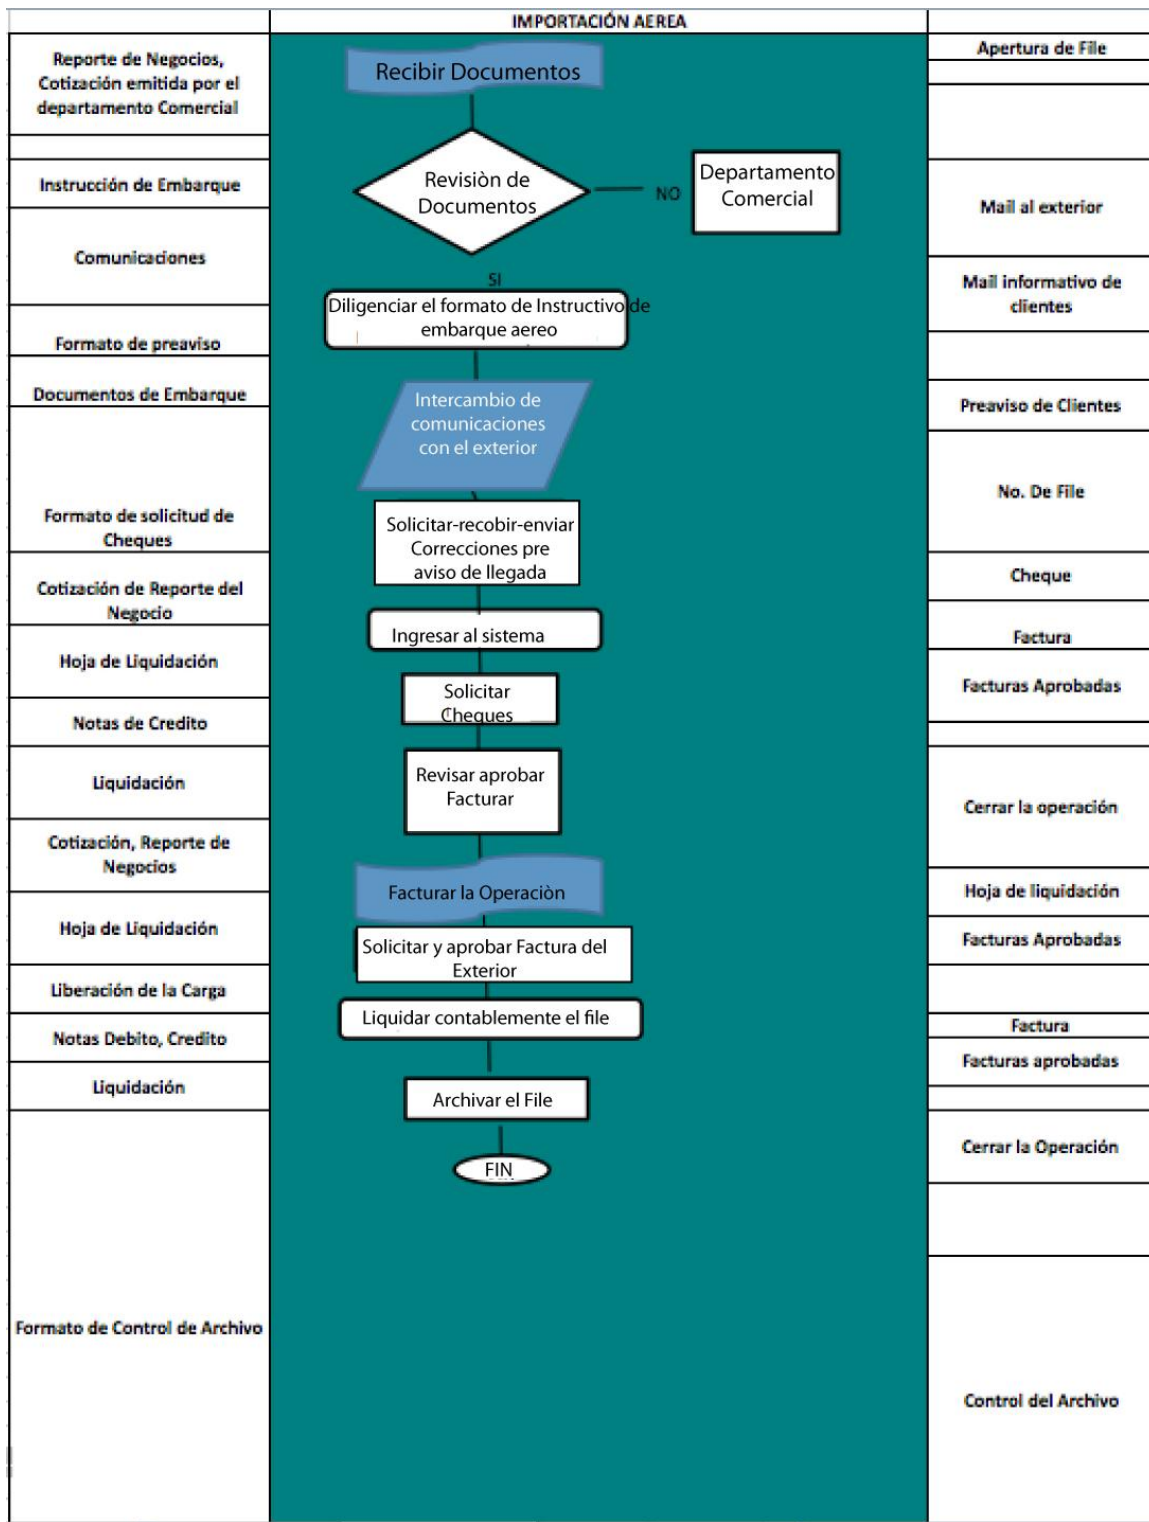 IMPORTACIÓN AEREA
Reporte de Negocios,
Cotización emitida por el
departamento Comercial
Instrucción de Embarque
Comunicaciones
Formato de preaviso
Documentos de Embarque
Formato de solicitud de
Cheques
Cotización de Reporte del
Negocio
Hoja de Liquidación
Notas de Credito
Liquidación
Cotización, Reporte de
Negocios
Hoja de Liquidación
Liberación de la Carga
Notas Debito, Credito
Liquidación
Formato de Control de Archivo
Recibir Documentos
Revisiòn de
Documentos
NO
Departamento
Comercial
SI
Diligenciar el formato de Instructivo de
embarque aereo
Intercambio de
comunicaciones
con el exterior
Solicitar-recobir-enviar
Correcciones pre
aviso de llegada
Ingresar al sistema
Solicitar
Cheques
Revisar aprobar
Facturar
Facturar la Operaciòn
Solicitar y aprobar Factura del
Exterior
Liquidar contablemente el file
Archivar el File
FIN
Apertura de File
Mail al exterior
Mail informativo de
clientes
Preaviso de Clientes
No. De File
Cheque
Factura
Facturas Aprobadas
Cerrar la operación
Hoja de liquidación
Facturas Aprobadas
Factura
Facturas aprobadas
Cerrar la Operación
Control del Archivo